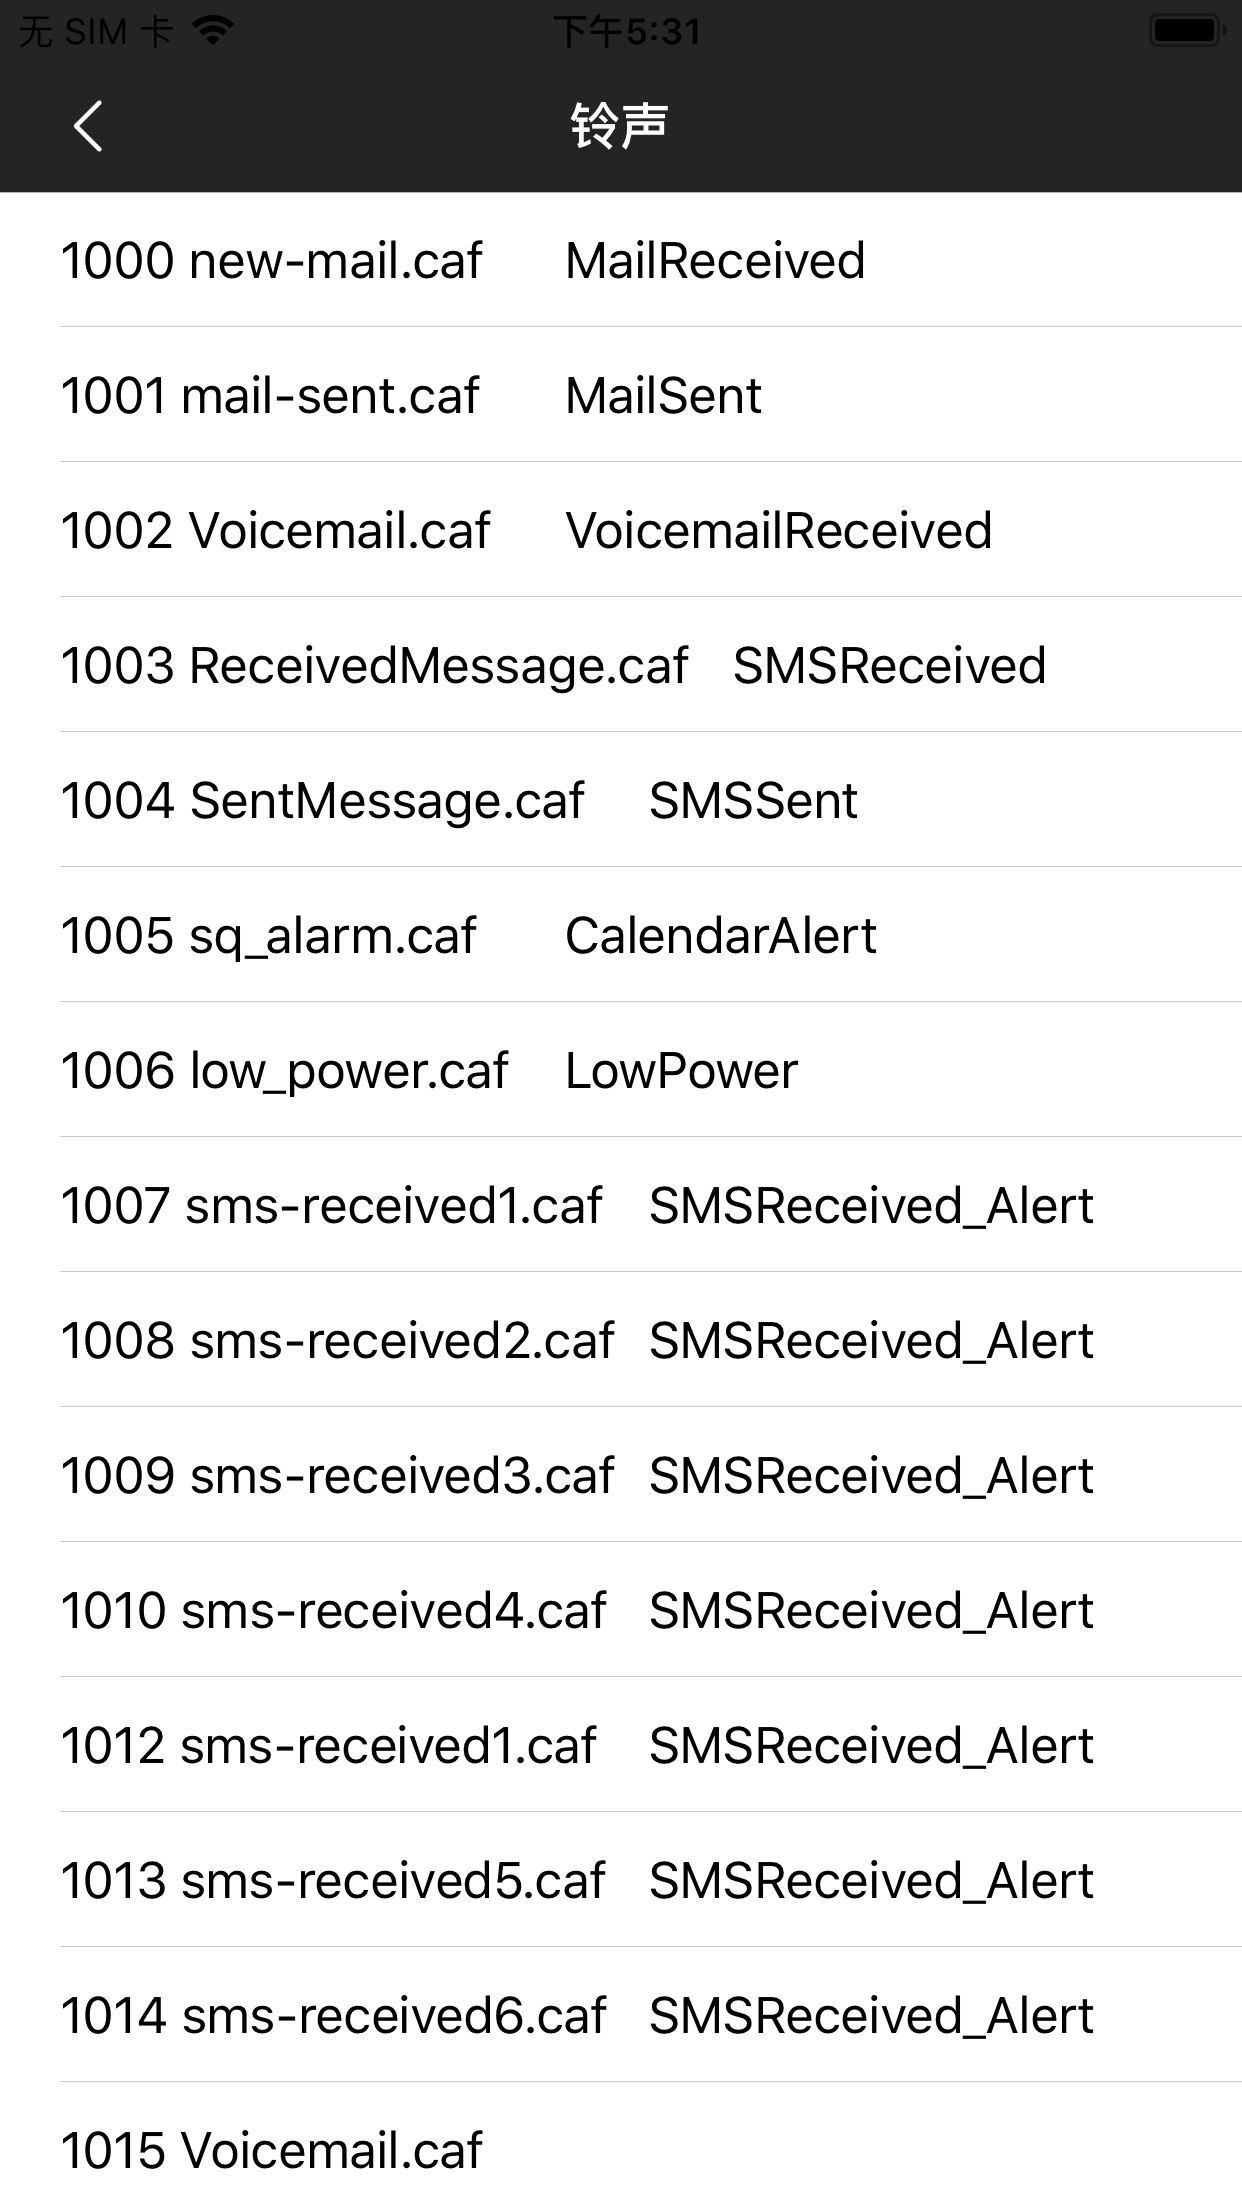 无 SIM 卡 下午5:31
铃声
1000 new-mail.caf MailReceived
1001 mail-sent.caf MailSent
1002 Voicemail.caf VoicemailReceived
1003 ReceivedMessage.caf SMSReceived
1004 SentMessage.caf SMSSent
1005 sq_alarm.caf CalendarAlert
1006 low_power.caf LowPower
1007 sms-received1.caf SMSReceived_Alert
1008 sms-received2.caf SMSReceived_Alert
1009 sms-received3.caf SMSReceived_Alert
1010 sms-received4.caf SMSReceived_Alert
1012 sms-received1.caf SMSReceived_Alert
1013 sms-received5.caf SMSReceived_Alert
1014 sms-received6.caf SMSReceived_Alert
1015 Voicemail.caf